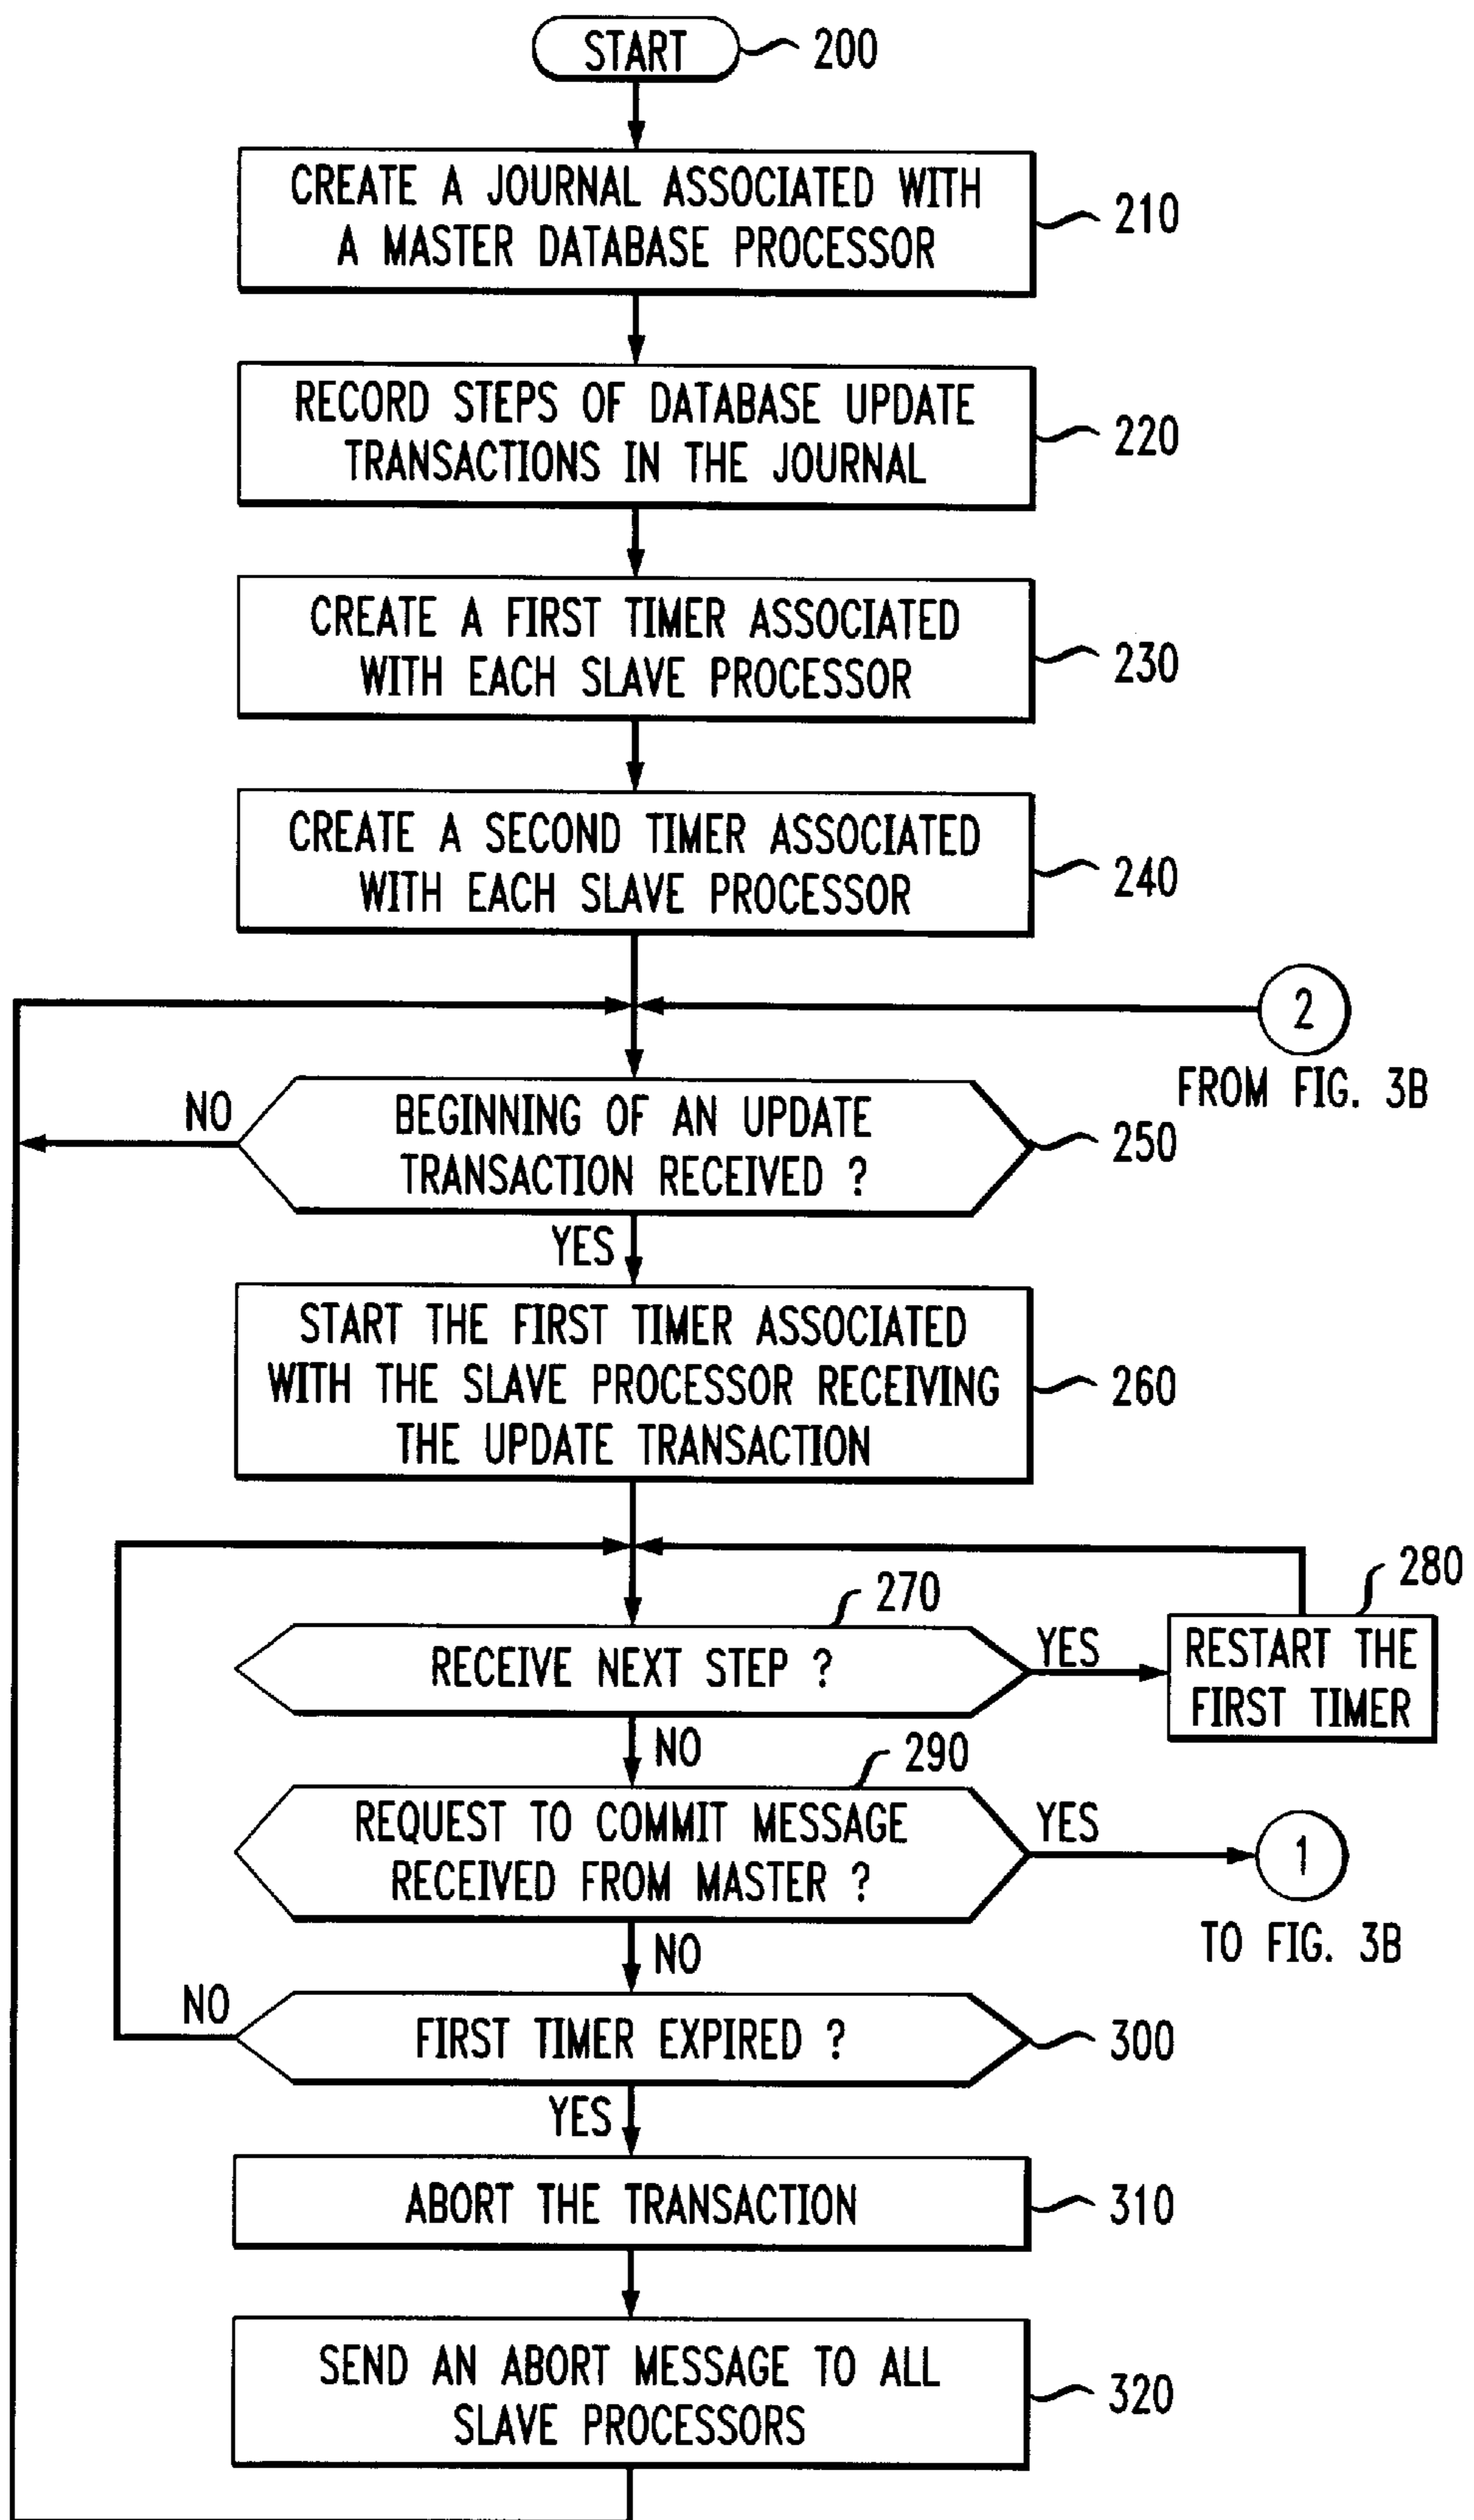 START
200
CREATE A JOURNAL ASSOCIATED WITH
A MASTER DATABASE PROCESSOR
210
RECORD STEPS OF DATABASE UPDATE
TRANSACTIONS IN THE JOURNAL
220
CREATE A FIRST TIMER ASSOCIATED
WITH EACH SLAVE PROCESSOR
230
CREATE A SECOND TIMER ASSOCIATED
WITH EACH SLAVE PROCESSOR
240
2
FROM FIG. 3B
NO
BEGINNING OF AN UPDATE
TRANSACTION RECEIVED ?
250
YES
START THE FIRST TIMER ASSOCIATED
WITH THE SLAVE PROCESSOR RECEIVING
THE UPDATE TRANSACTION
260
270
RECEIVE NEXT STEP ?
YES
280
RESTART THE
FIRST TIMER
NO
290
REQUEST TO COMMIT MESSAGE
RECEIVED FROM MASTER ?
YES
1
TO FIG. 3B
NO
NO
FIRST TIMER EXPIRED ?
300
YES
ABORT THE TRANSACTION
310
SEND AN ABORT MESSAGE TO ALL
SLAVE PROCESSORS
320